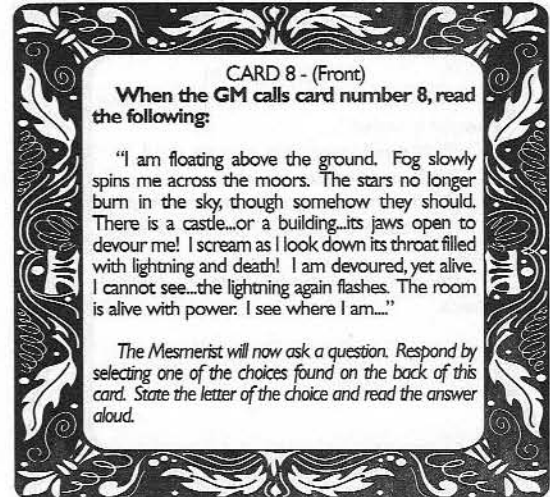 CARD 8 - (Front)
When the GM calls card number 8, read
the following:
“I am floating above the ground. Fog slowly
spins me across the moors. The stars no longer
burn in the sky, though somehow they should.
There is a castle...or a building...its jaws open to
devour me! I scream as I look down its throat filled
with lightning and death! I am devoured, yet alive.
I cannot see...the lightning again flashes. The room
is alive with power. I see where I am....”
The Mesmerist will now ask a question. Respond by
selecting one of the choices found on the back of this
card. State the letter of the choice and read the answer
aloud.